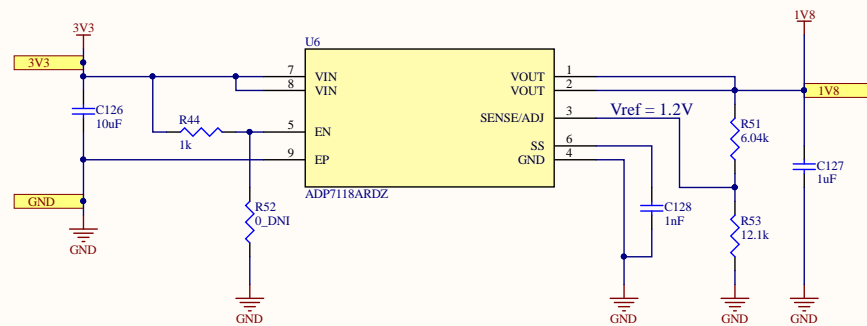 3V3
1V8
U6
3V3
7 VIN
VOUT 1
8 VIN
VOUT 2
1V8
C126
10uF
R44
1k
5 EN
SENSE/ADJ 3
Vref = 1.2V
R51
6.04k
9 EP
SS 6
GND 4
C127
1uF
ADP7118ARDZ
GND
R52
0_DNI
C128
1nF
R53
12.1k
GND
GND
GND
GND
GND